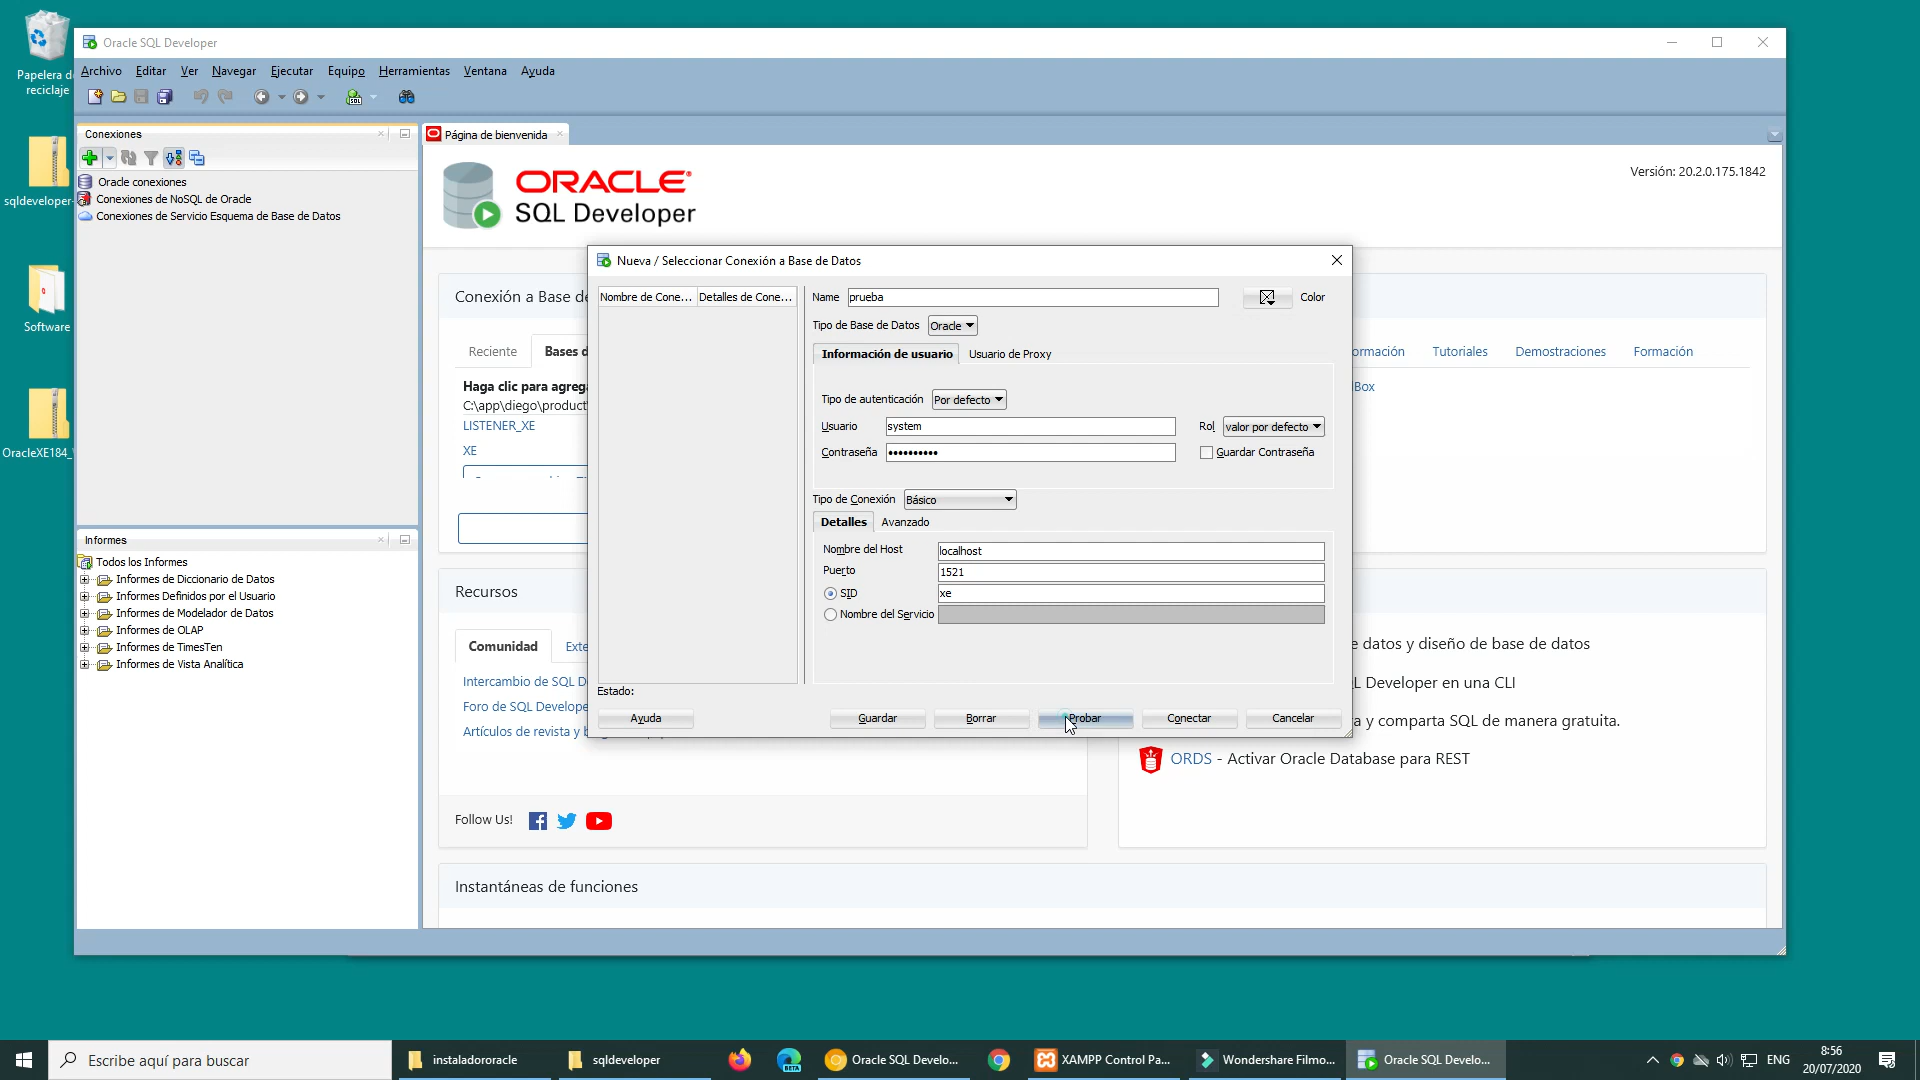 Papelera de
reciclaje
sqldeveloper-
Software
OracleXE184_
Oracle SQL Developer
Archivo Editar Ver Navegar Ejecutar Equipo Herramientas Ventana Ayuda
Conexiones
Oracle conexiones
Conexiones de NoSQL de Oracle
Conexiones de Servicio Esquema de Base de Datos
Informes
Todos los Informes
Informes de Diccionario de Datos
Informes Definidos por el Usuario
Informes de Modelador de Datos
Informes de OLAP
Informes de TimesTen
Informes de Vista Analítica
Página de bienvenida
ORACLE
SQL Developer
Versión: 20.2.0.175.1842
Conexión a Base de
Reciente Bases d
Haga clic para agrega
C:\app\diego\product\
LISTENER_XE
XE
ormación Tutoriales Demostraciones Formación
Box
Recursos
Comunidad Exte
Intercambio de SQL D
Foro de SQL Develope
Artículos de revista y
e datos y diseño de base de datos
L Developer en una CLI
a y comparta SQL de manera gratuita.
ORDS - Activar Oracle Database para REST
Follow Us!
Instantáneas de funciones
Nueva / Seleccionar Conexión a Base de Datos
Nombre de Cone... Detalles de Cone...
Name prueba Color
Tipo de Base de Datos Oracle
Información de usuario Usuario de Proxy
Tipo de autenticación Por defecto
Usuario system Rol valor por defecto
Contraseña •••••••••• Guardar Contraseña
Tipo de Conexión Básico
Detalles Avanzado
Nombre del Host localhost
Puerto 1521
SID xe
Nombre del Servicio
Estado:
Ayuda Guardar Borrar Probar Conectar Cancelar
Escribe aquí para buscar
instaladororacle
sqldeveloper
BETA
Oracle SQL Develo...
XAMPP Control Pa...
Wondershare Filmo...
Oracle SQL Develo...
ENG
8:56
20/07/2020